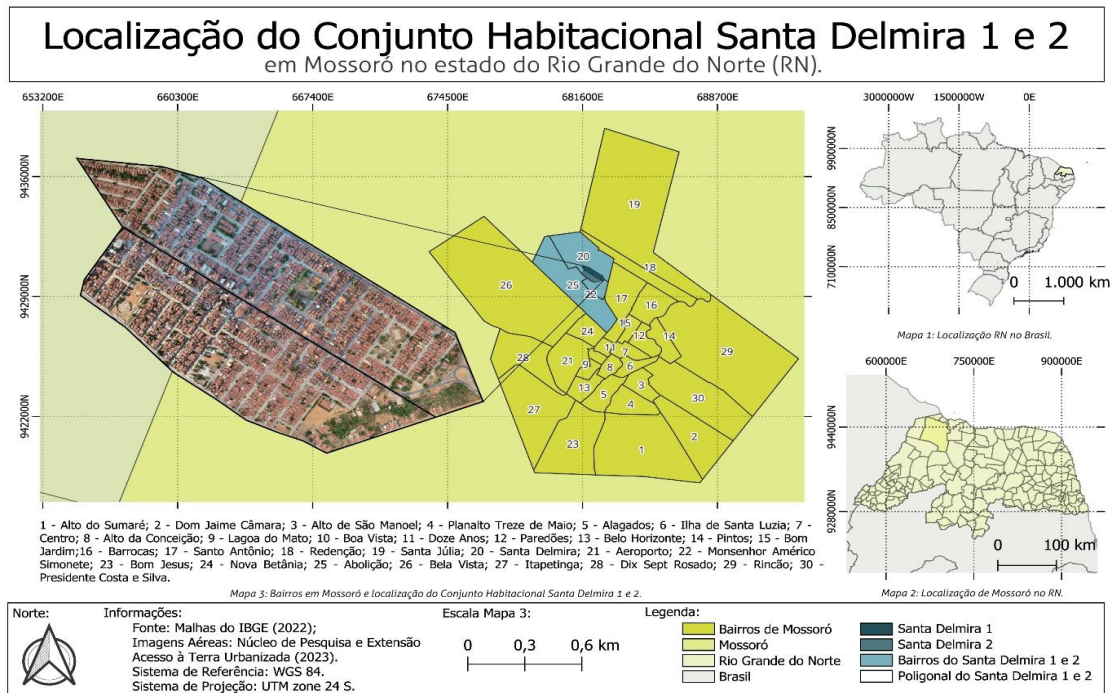 Localização do Conjunto Habitacional Santa Delmira 1 e 2
em Mossoró no estado do Rio Grande do Norte (RN).
653200E 660300E 667400E 674500E 681600E 688700E
9436000N
9429000N
9422000N
19
20
18
26
25
22
17
16
15
24
12
14
11
7
29
28
21
9
8
6
13
5
3
4
30
27
23
1
2
3000000W 1500000W 0E
9900000N
8500000N
7100000N
0 1.000 km
Mapa 1: Localização RN no Brasil.
600000E 750000E 900000E
9440000N
9280000N
0 100 km
Mapa 2: Localização de Mossoró no RN.
1 - Alto do Sumaré; 2 - Dom Jaime Câmara; 3 - Alto de São Manoel; 4 - Planalto Treze de Maio; 5 - Alagados; 6 - Ilha de Santa Luzia; 7 -
Centro; 8 - Alto da Conceição; 9 - Lagoa do Mato; 10 - Boa Vista; 11 - Doze Anos; 12 - Paredões; 13 - Belo Horizonte; 14 - Pintos; 15 - Bom
Jardim;16 - Barrocas; 17 - Santo Antônio; 18 - Redenção; 19 - Santa Júlia; 20 - Santa Delmira; 21 - Aeroporto; 22 - Monsenhor Américo
Simonete; 23 - Bom Jesus; 24 - Nova Betânia; 25 - Abolição; 26 - Bela Vista; 27 - Itapetinga; 28 - Dix Sept Rosado; 29 - Rincão; 30 -
Presidente Costa e Silva.
Mapa 3: Bairros em Mossoró e localização do Conjunto Habitacional Santa Delmira 1 e 2.
Norte:
Informações:
Fonte: Malhas do IBGE (2022);
Imagens Aéreas: Núcleo de Pesquisa e Extensão
Acesso à Terra Urbanizada (2023).
Sistema de Referência: WGS 84.
Sistema de Projeção: UTM zone 24 S.
Escala Mapa 3:
0 0,3 0,6 km
Legenda:
Bairros de Mossoró
Mossoró
Rio Grande do Norte
Brasil
Santa Delmira 1
Santa Delmira 2
Bairros do Santa Delmira 1 e 2
Poligonal do Santa Delmira 1 e 2